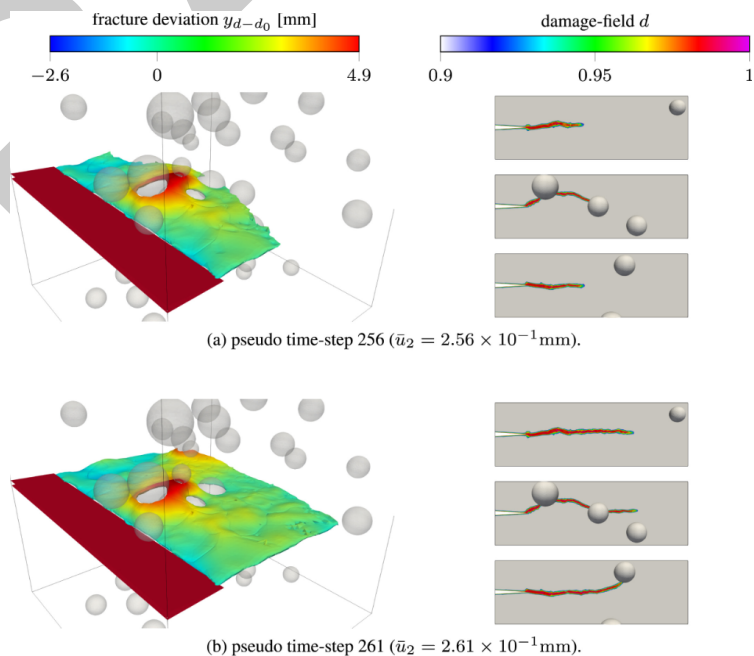 fracture deviation y_{d−d_0} [mm]
damage-field d
−2.6 0 4.9
0.9 0.95 1
(a) pseudo time-step 256 (ū_2 = 2.56 × 10^{−1}mm).
(b) pseudo time-step 261 (ū_2 = 2.61 × 10^{−1}mm).